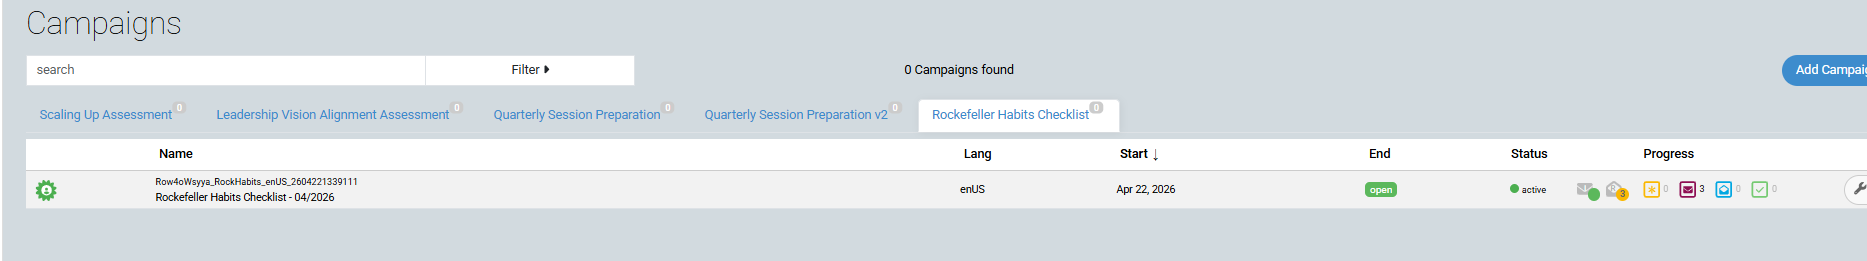 Campaigns
search
Filter
0 Campaigns found
Add Campaig
Scaling Up Assessment 0
Leadership Vision Alignment Assessment 0
Quarterly Session Preparation 0
Quarterly Session Preparation v2 0
Rockefeller Habits Checklist 0
Name Lang Start ↓ End Status Progress
Row4oWsyya_RockHabits_enUS_2604221339111
Rockefeller Habits Checklist - 04/2026
enUS Apr 22, 2026 open active 3 0 3 0 0